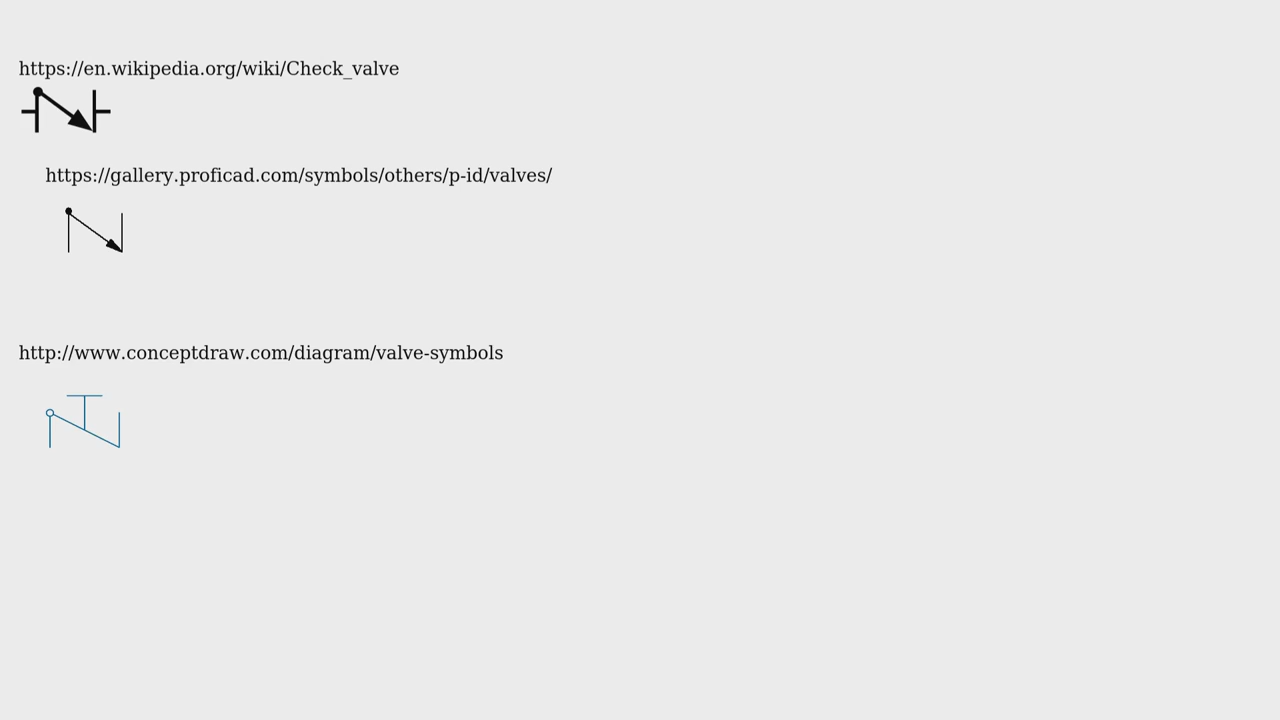 https://en.wikipedia.org/wiki/Check_valve
https://gallery.proficad.com/symbols/others/p-id/valves/
http://www.conceptdraw.com/diagram/valve-symbols